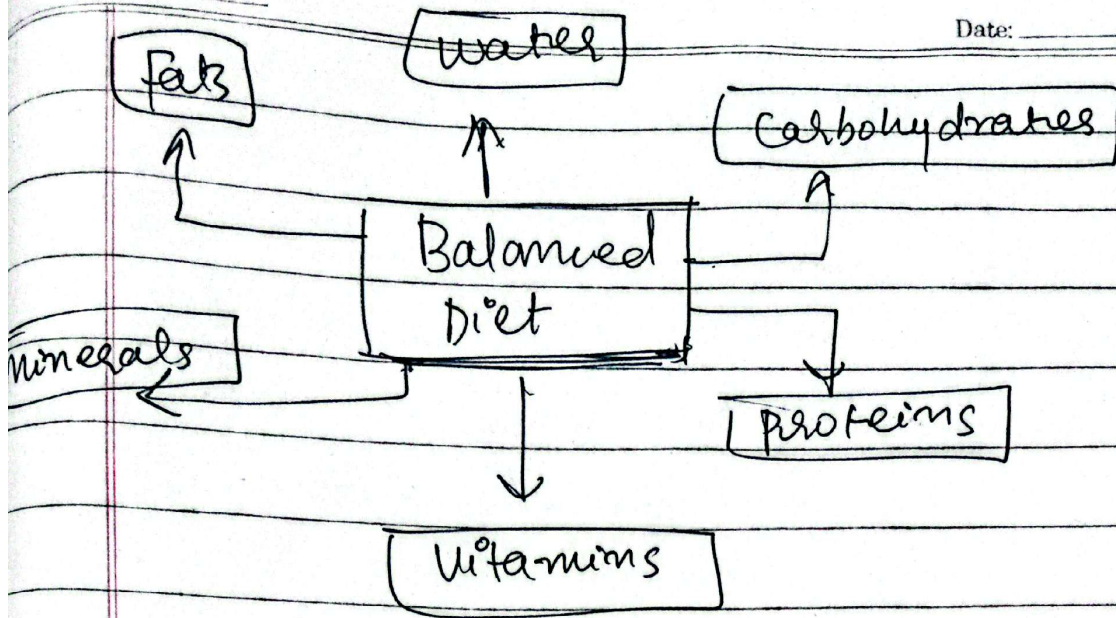 Date:
Fats
water
Carbohydrates
Balanced
Diet
minerals
Proteins
Vitamins